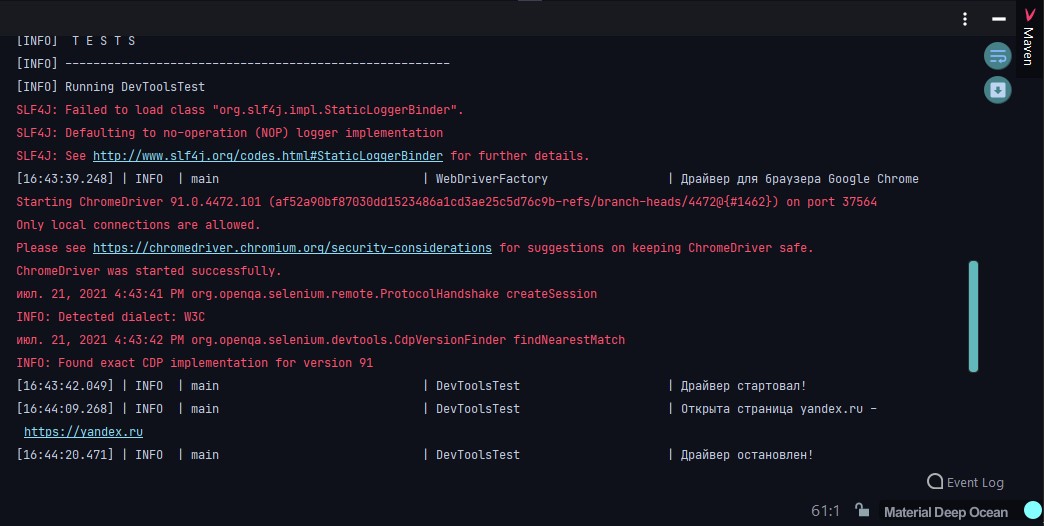 [INFO]  T E S T S
[INFO] -------------------------------------------------------
[INFO] Running DevToolsTest
SLF4J: Failed to load class "org.slf4j.impl.StaticLoggerBinder".
SLF4J: Defaulting to no-operation (NOP) logger implementation
SLF4J: See http://www.slf4j.org/codes.html#StaticLoggerBinder for further details.
[16:43:39.248] | INFO  | main | WebDriverFactory | Драйвер для браузера Google Chrome
Starting ChromeDriver 91.0.4472.101 (af52a90bf87030dd1523486a1cd3ae25c5d76c9b-refs/branch-heads/4472@{#1462}) on port 37564
Only local connections are allowed.
Please see https://chromedriver.chromium.org/security-considerations for suggestions on keeping ChromeDriver safe.
ChromeDriver was started successfully.
июл. 21, 2021 4:43:41 PM org.openqa.selenium.remote.ProtocolHandshake createSession
INFO: Detected dialect: W3C
июл. 21, 2021 4:43:42 PM org.openqa.selenium.devtools.CdpVersionFinder findNearestMatch
INFO: Found exact CDP implementation for version 91
[16:43:42.049] | INFO  | main | DevToolsTest | Драйвер стартовал!
[16:44:09.268] | INFO  | main | DevToolsTest | Открыта страница yandex.ru -
https://yandex.ru
[16:44:20.471] | INFO  | main | DevToolsTest | Драйвер остановлен!
Maven
Event Log
61:1 Material Deep Ocean